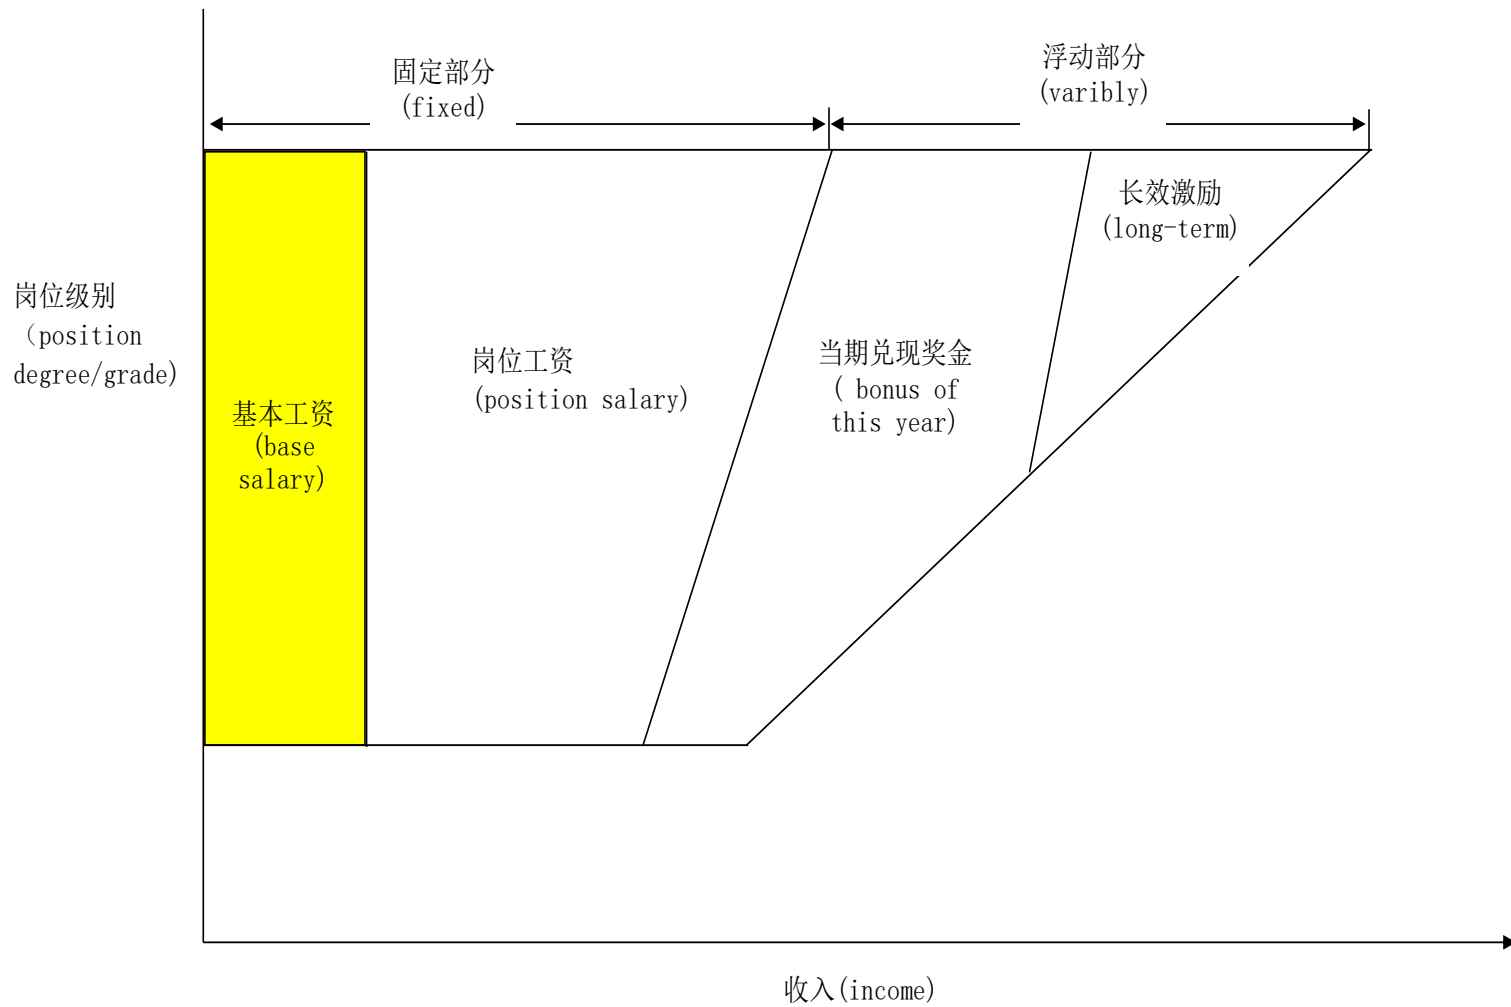 固定部分
(fixed)
浮动部分
(varibly)
长效激励
(long-term)
岗位级别
（position
degree/grade)
岗位工资
(position salary)
当期兑现奖金
( bonus of
this year)
基本工资
(base
salary)
收入(income)